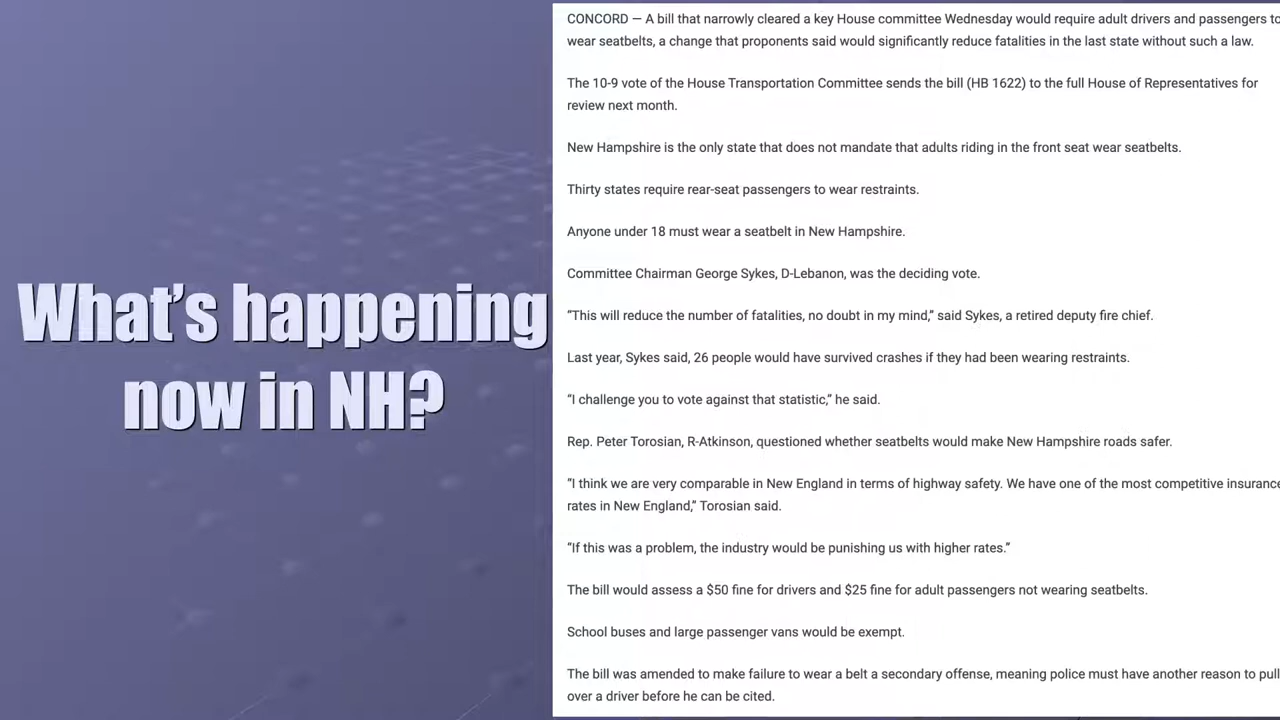 What's happening
now in NH?
CONCORD — A bill that narrowly cleared a key House committee Wednesday would require adult drivers and passengers to
wear seatbelts, a change that proponents said would significantly reduce fatalities in the last state without such a law.
The 10-9 vote of the House Transportation Committee sends the bill (HB 1622) to the full House of Representatives for
review next month.
New Hampshire is the only state that does not mandate that adults riding in the front seat wear seatbelts.
Thirty states require rear-seat passengers to wear restraints.
Anyone under 18 must wear a seatbelt in New Hampshire.
Committee Chairman George Sykes, D-Lebanon, was the deciding vote.
“This will reduce the number of fatalities, no doubt in my mind,” said Sykes, a retired deputy fire chief.
Last year, Sykes said, 26 people would have survived crashes if they had been wearing restraints.
“I challenge you to vote against that statistic,” he said.
Rep. Peter Torosian, R-Atkinson, questioned whether seatbelts would make New Hampshire roads safer.
“I think we are very comparable in New England in terms of highway safety. We have one of the most competitive insurance
rates in New England,” Torosian said.
“If this was a problem, the industry would be punishing us with higher rates.”
The bill would assess a $50 fine for drivers and $25 fine for adult passengers not wearing seatbelts.
School buses and large passenger vans would be exempt.
The bill was amended to make failure to wear a belt a secondary offense, meaning police must have another reason to pull
over a driver before he can be cited.